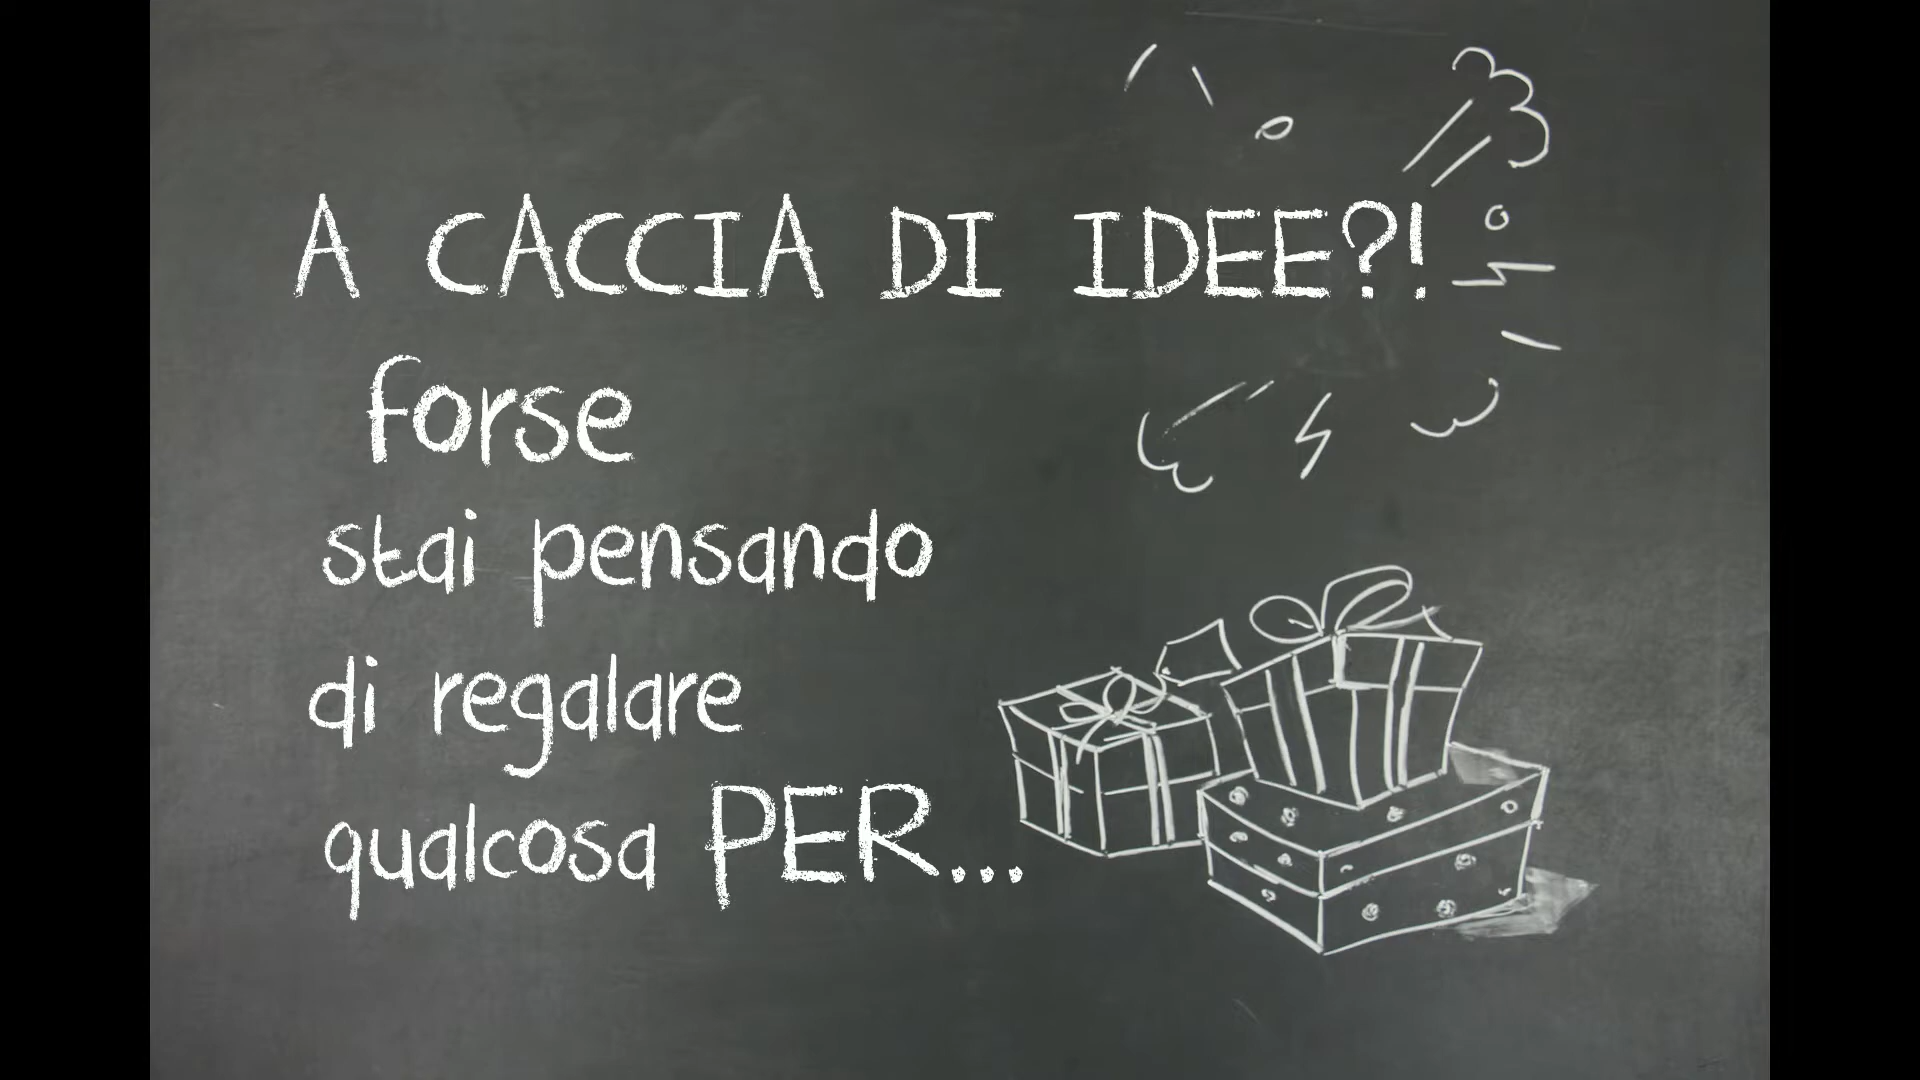 A CACCIA DI IDEE?!
forse
stai pensando
di regalare
qualcosa PER...